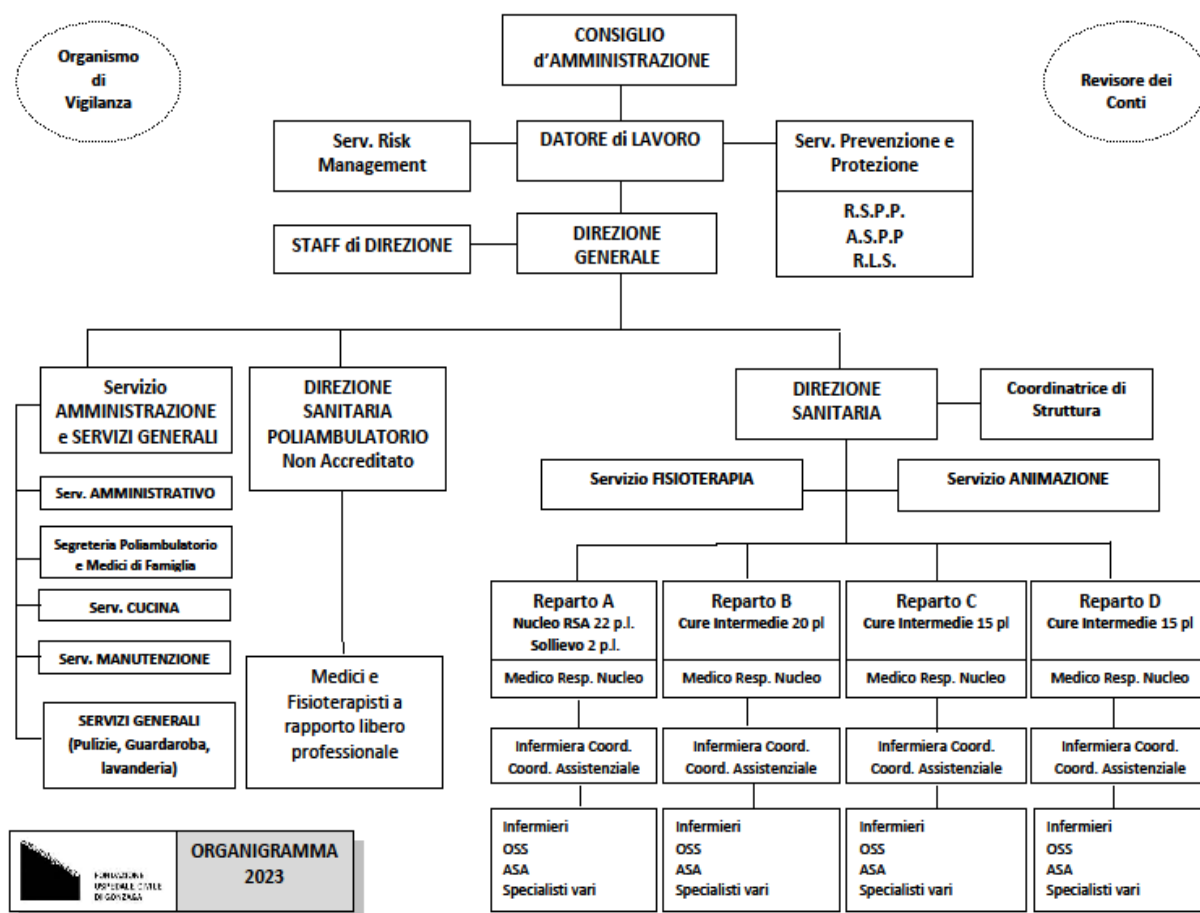 CONSIGLIO
d'AMMINISTRAZIONE
Organismo
di
Vigilanza
Revisore dei
Conti
Serv. Risk
Management
DATORE di LAVORO
Serv. Prevenzione e
Protezione
R.S.P.P.
A.S.P.P
R.L.S.
STAFF di DIREZIONE
DIREZIONE
GENERALE
Servizio
AMMINISTRAZIONE
e SERVIZI GENERALI
DIREZIONE
SANITARIA
POLIAMBULATORIO
Non Accreditato
DIREZIONE
SANITARIA
Coordinatrice di
Struttura
Serv. AMMINISTRATIVO
Segreteria Poliambulatorio
e Medici di Famiglia
Serv. CUCINA
Serv. MANUTENZIONE
SERVIZI GENERALI
(Pulizie, Guardaroba,
lavanderia)
Medici e
Fisioterapisti a
rapporto libero
professionale
Servizio FISIOTERAPIA
Servizio ANIMAZIONE
Reparto A
Nucleo RSA 22 p.l.
Sollievo 2 p.l.
Medico Resp. Nucleo
Infermiera Coord.
Coord. Assistenziale
Infermieri
OSS
ASA
Specialisti vari
Reparto B
Cure Intermedie 20 pl
Medico Resp. Nucleo
Infermiera Coord.
Coord. Assistenziale
Infermieri
OSS
ASA
Specialisti vari
Reparto C
Cure Intermedie 15 pl
Medico Resp. Nucleo
Infermiera Coord.
Coord. Assistenziale
Infermieri
OSS
ASA
Specialisti vari
Reparto D
Cure Intermedie 15 pl
Medico Resp. Nucleo
Infermiera Coord.
Coord. Assistenziale
Infermieri
OSS
ASA
Specialisti vari
FONDAZIONE
OSPEDALE CIVILE
DI GONZAGA
ORGANIGRAMMA
2023